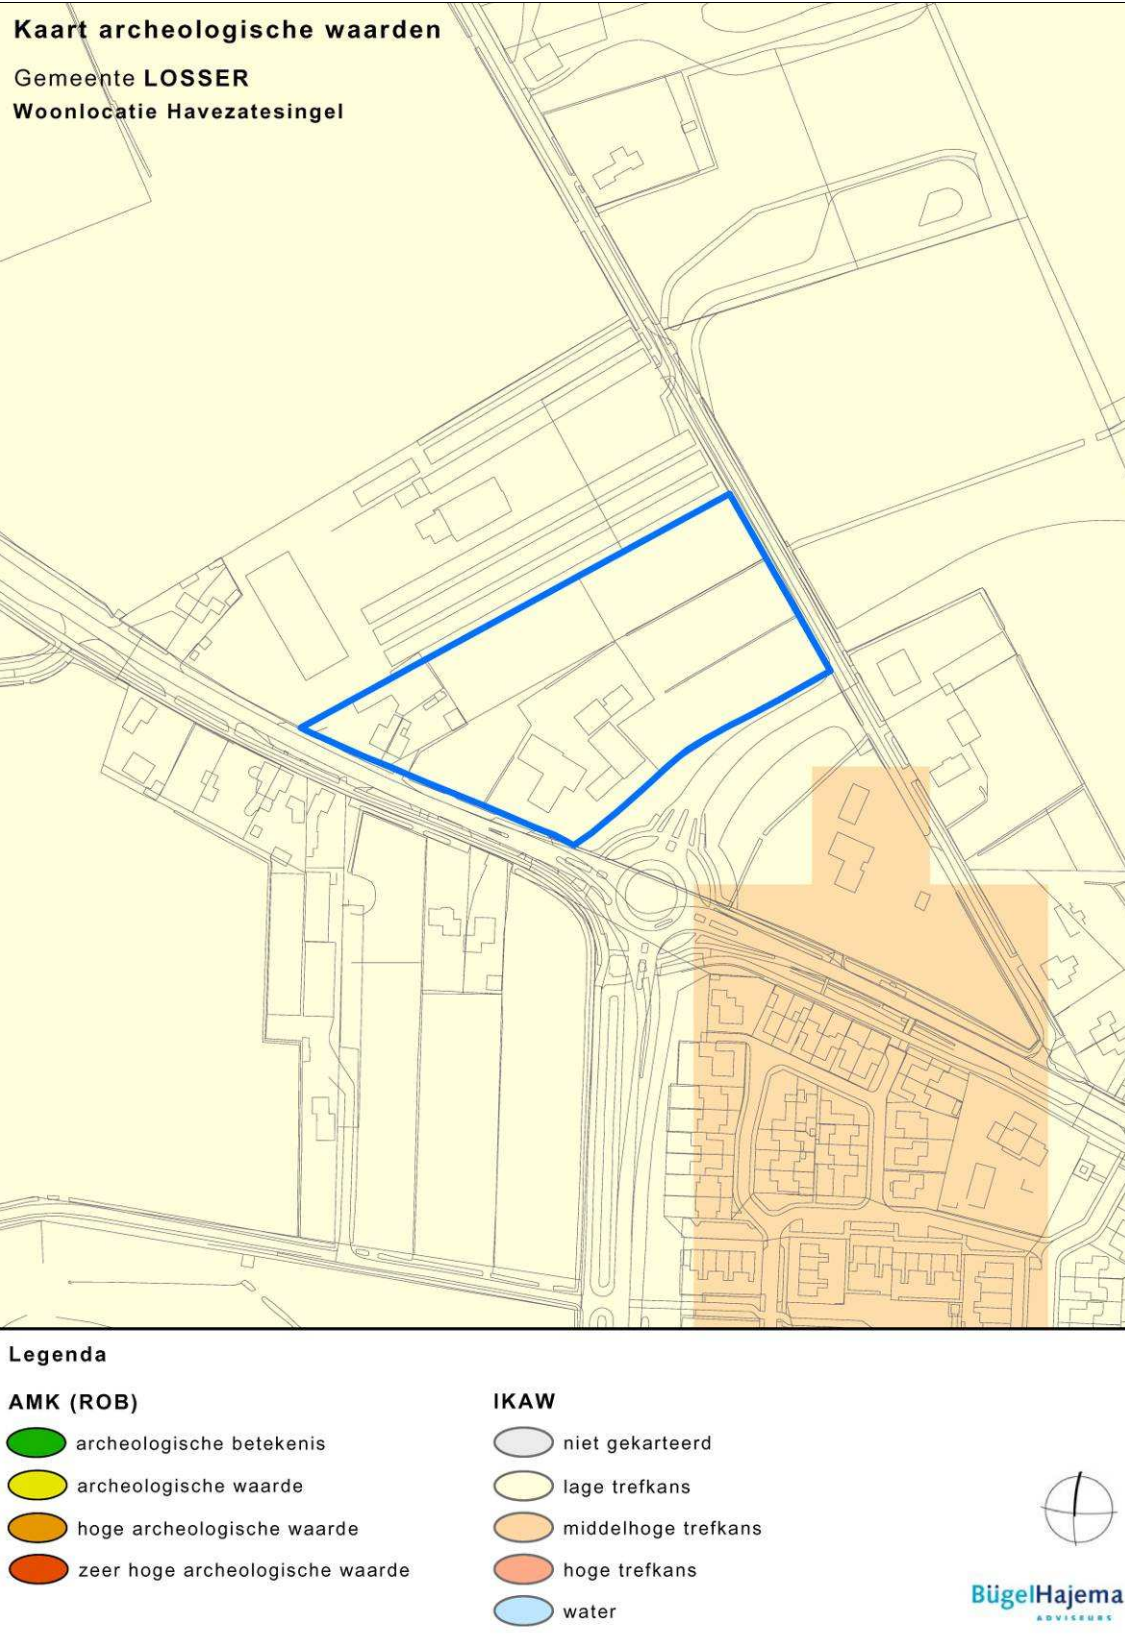 Kaart archeologische waarden
Gemeente LOSSER
Woonlocatie Havezatesingel
Legenda
AMK (ROB)
archeologische betekenis
archeologische waarde
hoge archeologische waarde
zeer hoge archeologische waarde
IKAW
niet gekarteerd
lage trefkans
middelhoge trefkans
hoge trefkans
water
BügelHajema
ADVISEURS